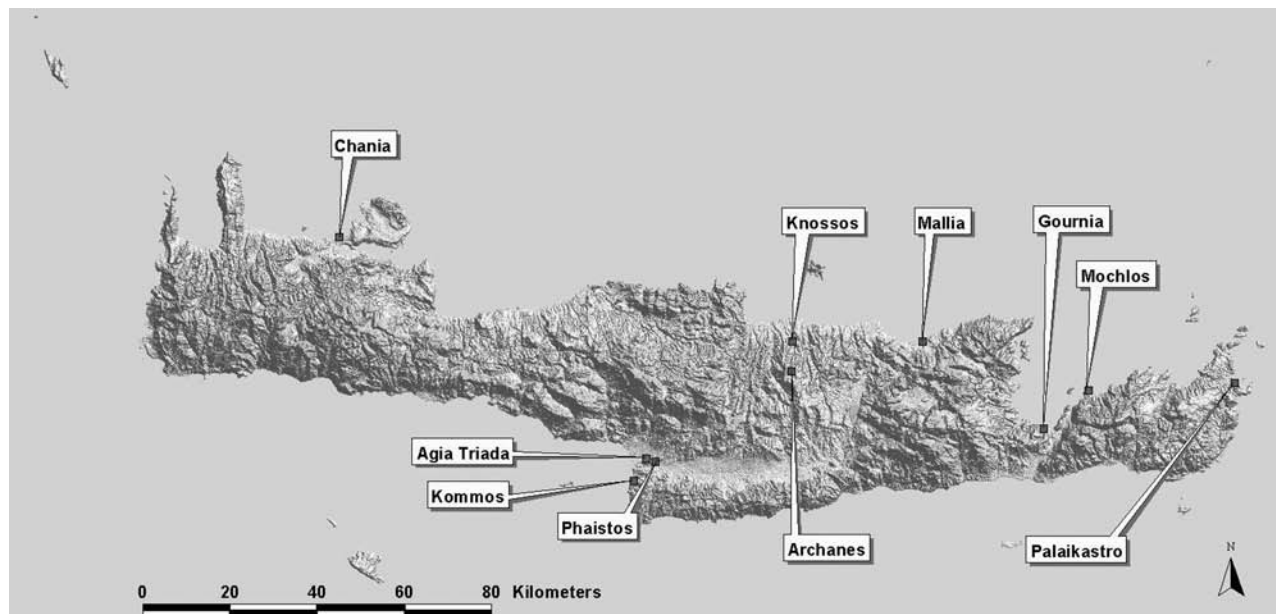 Chania
Knossos
Mallia
Gournia
Mochlos
Agia Triada
Kommos
Phaistos
Archanes
Palaikastro
N
0 20 40 60 80 Kilometers